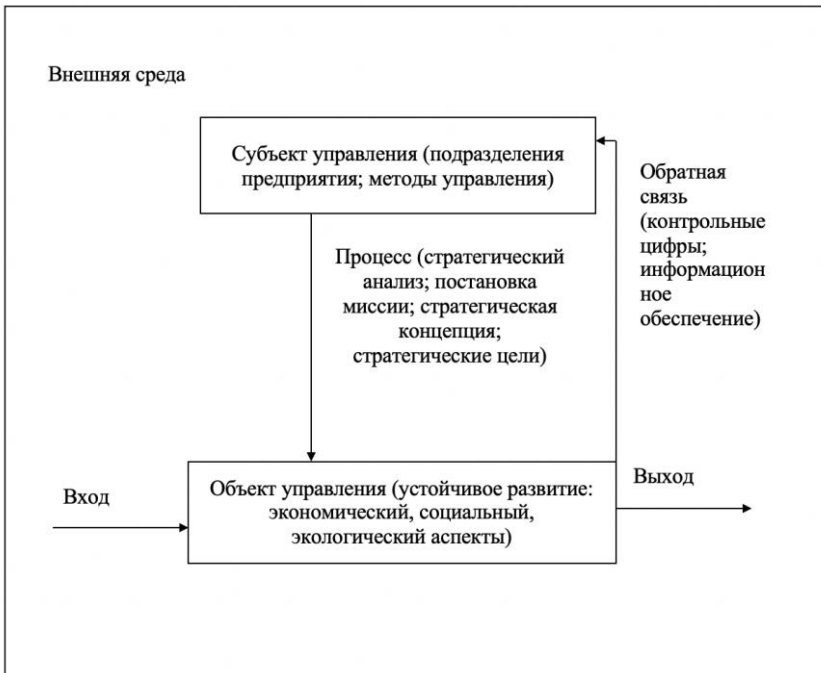 Внешняя среда
Субъект управления (подразделения
предприятия; методы управления)
Обратная
связь
(контрольные
цифры;
информацион
ное
обеспечение)
Процесс (стратегический
анализ; постановка
миссии; стратегическая
концепция;
стратегические цели)
Вход
Объект управления (устойчивое развитие:
экономический, социальный,
экологический аспекты)
Выход